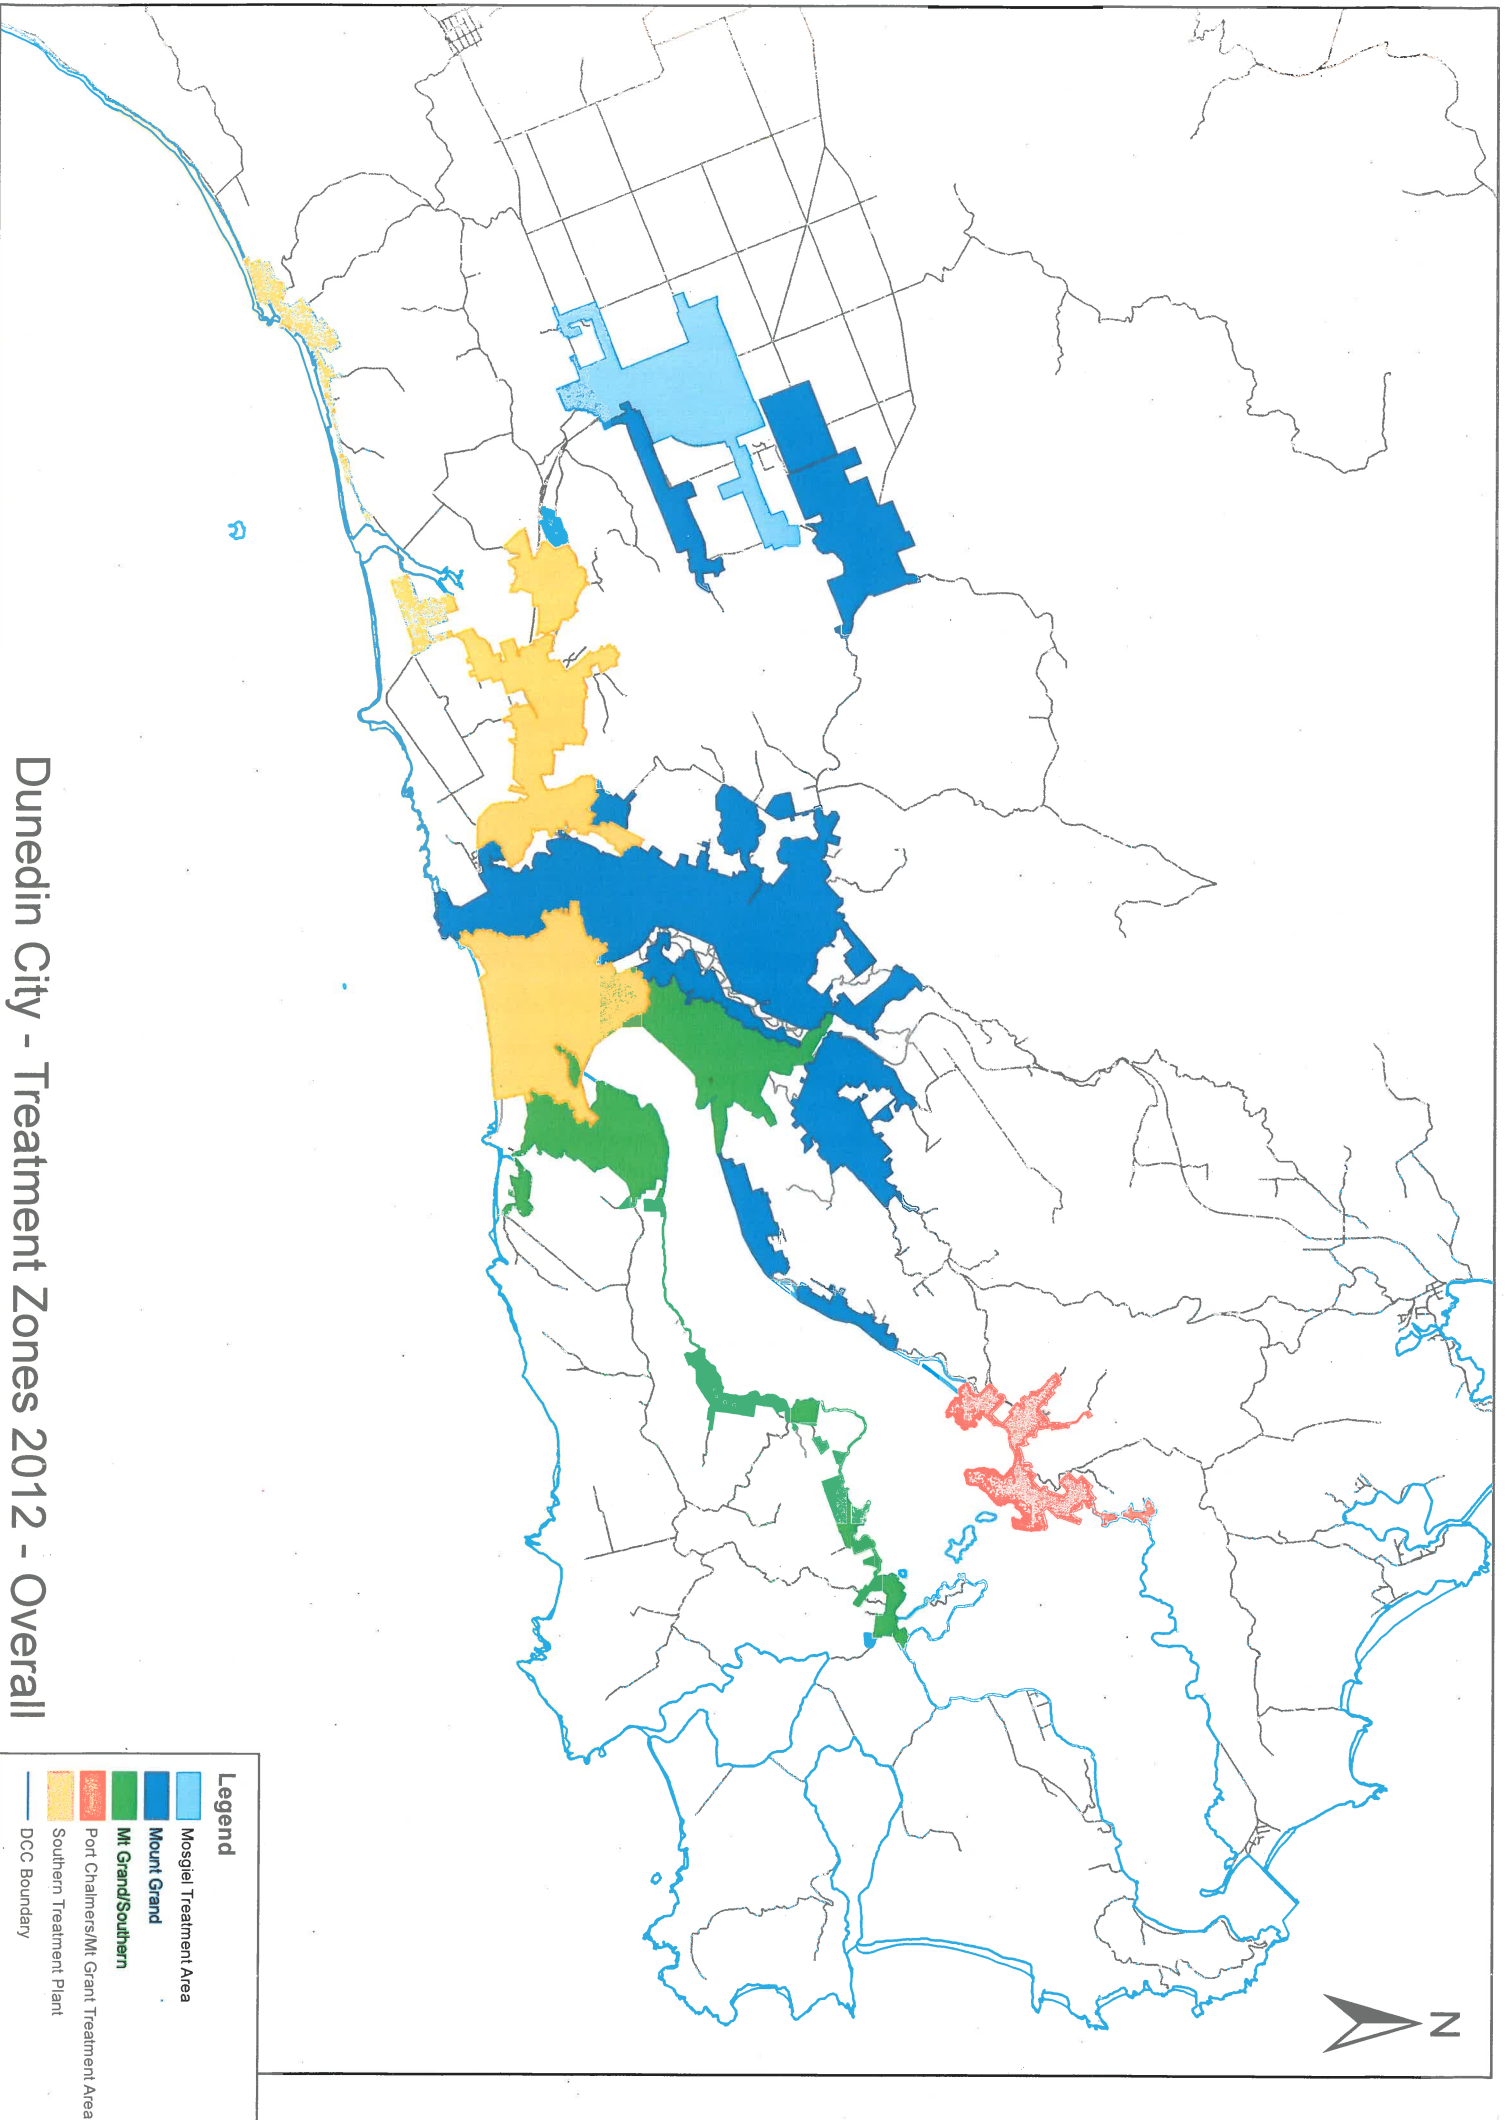 N
Dunedin City - Treatment Zones 2012 - Overall
Legend
Mosgiel Treatment Area
Mount Grand
Mt Grand/Southern
Port Chalmers/Mt Grant Treatment Area
Southern Treatment Plant
DCC Boundary